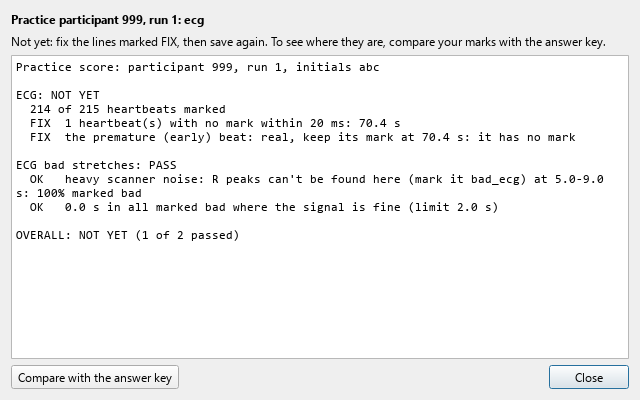 Practice participant 999, run 1: ecg
Not yet: fix the lines marked FIX, then save again. To see where they are, compare your marks with the answer key.
Practice score: participant 999, run 1, initials abc
ECG: NOT YET
214 of 215 heartbeats marked
FIX  1 heartbeat(s) with no mark within 20 ms: 70.4 s
FIX  the premature (early) beat: real, keep its mark at 70.4 s: it has no mark
ECG bad stretches: PASS
OK   heavy scanner noise: R peaks can't be found here (mark it bad_ecg) at 5.0-9.0
s: 100% marked bad
OK   0.0 s in all marked bad where the signal is fine (limit 2.0 s)
OVERALL: NOT YET (1 of 2 passed)
Compare with the answer key
Close